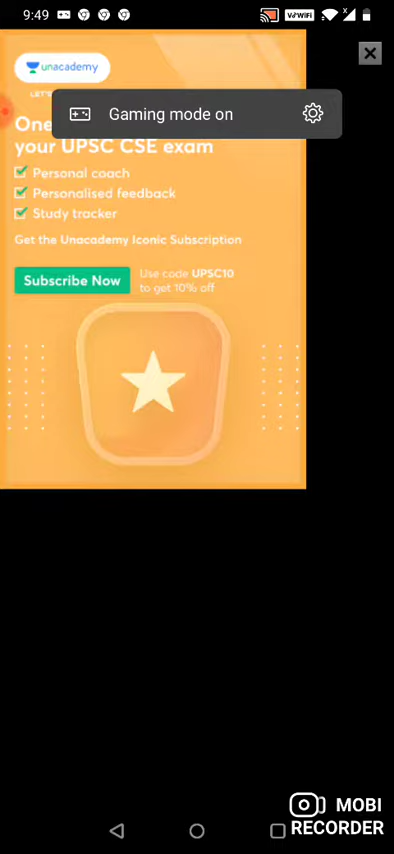 9:49
VoWiFi
X
unacademy
LET'S
Gaming mode on
One
your UPSC CSE exam
Personal coach
Personalised feedback
Study tracker
Get the Unacademy Iconic Subscription
Subscribe Now
Use code UPSC10
to get 10% off
MOBI
RECORDER